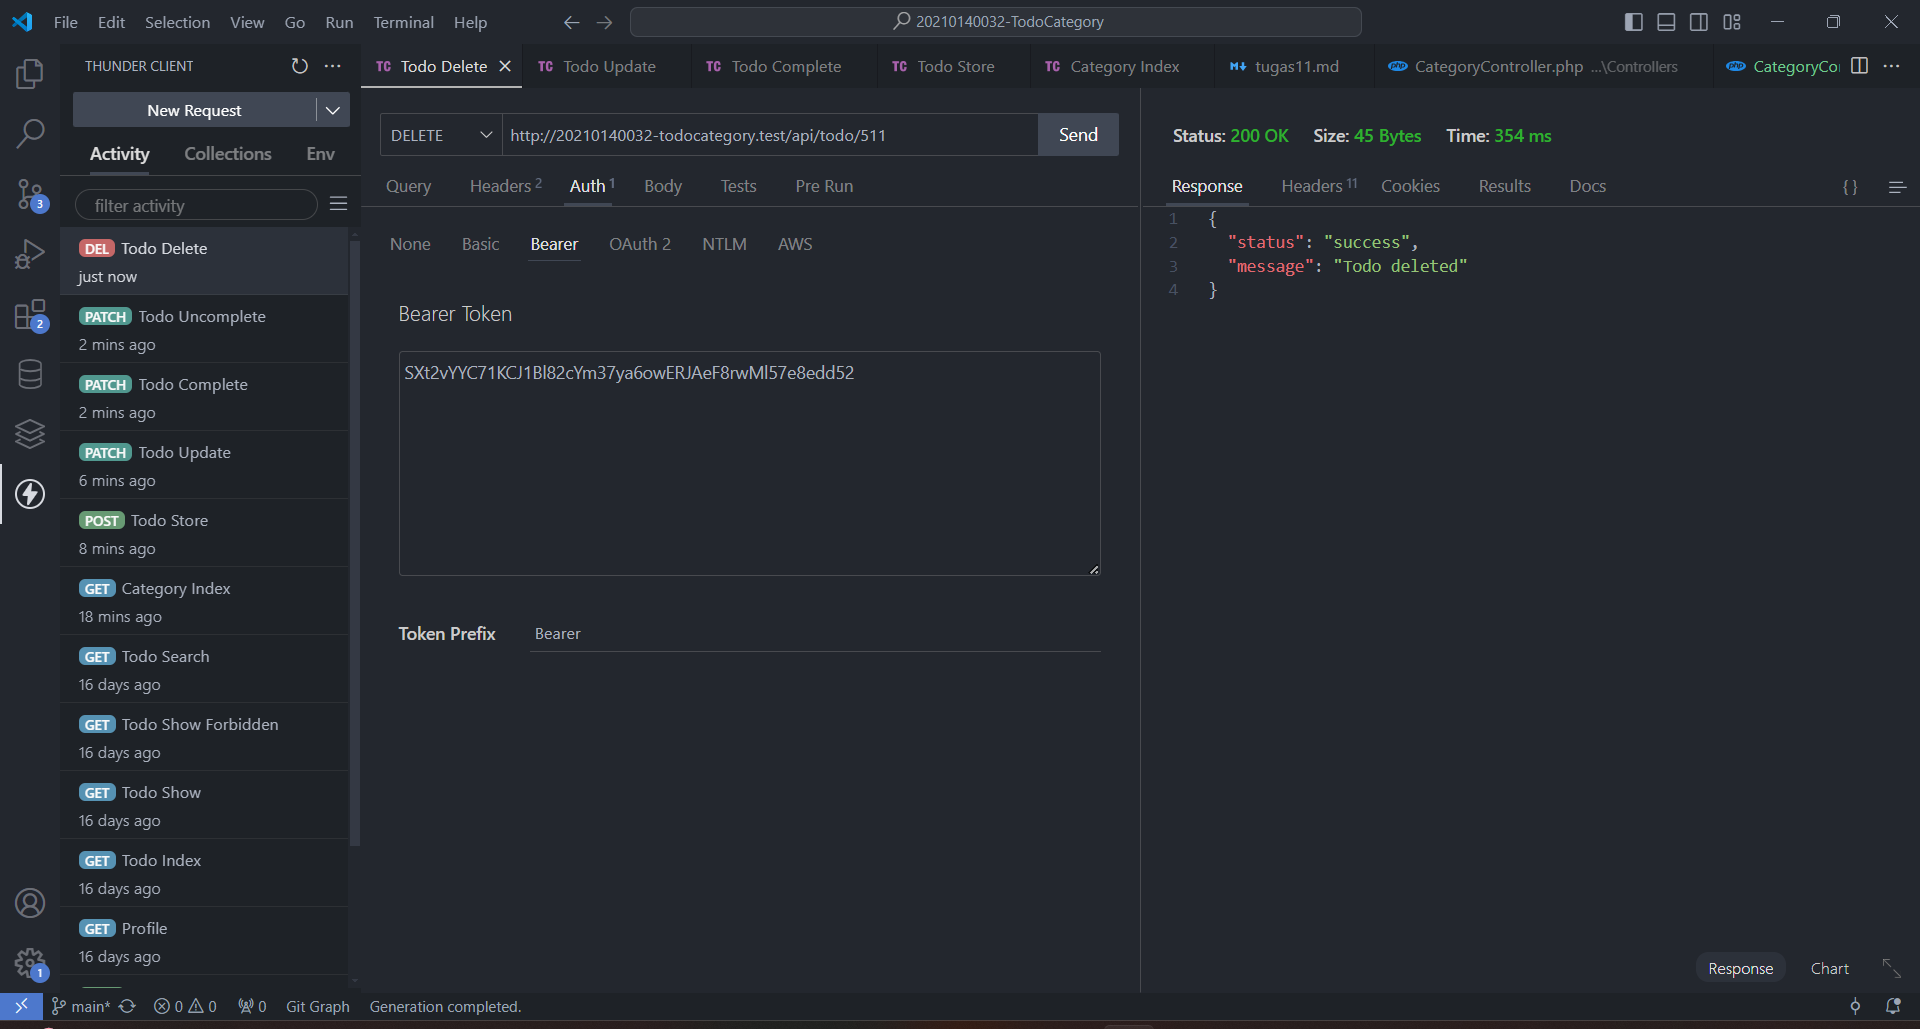 File Edit Selection View Go Run Terminal Help
20210140032-TodoCategory
THUNDER CLIENT
New Request
Activity Collections Env
filter activity
DEL Todo Delete
just now
PATCH Todo Uncomplete
2 mins ago
PATCH Todo Complete
2 mins ago
PATCH Todo Update
6 mins ago
POST Todo Store
8 mins ago
GET Category Index
18 mins ago
GET Todo Search
16 days ago
GET Todo Show Forbidden
16 days ago
GET Todo Show
16 days ago
GET Todo Index
16 days ago
GET Profile
16 days ago
3
2
1
TC Todo Delete TC Todo Update TC Todo Complete TC Todo Store TC Category Index tugas11.md php CategoryController.php ...\Controllers php CategoryCo
DELETE http://20210140032-todocategory.test/api/todo/511 Send
Query Headers 2 Auth 1 Body Tests Pre Run
None Basic Bearer OAuth 2 NTLM AWS
Bearer Token
SXt2vYYC71KCJ1Bl82cYm37ya6owERJAeF8rwMl57e8edd52
Token Prefix Bearer
Status: 200 OK Size: 45 Bytes Time: 354 ms
Response Headers 11 Cookies Results Docs {}
1 {
2 "status": "success",
3 "message": "Todo deleted"
4 }
Response Chart
main* 0 0 0 Git Graph Generation completed.